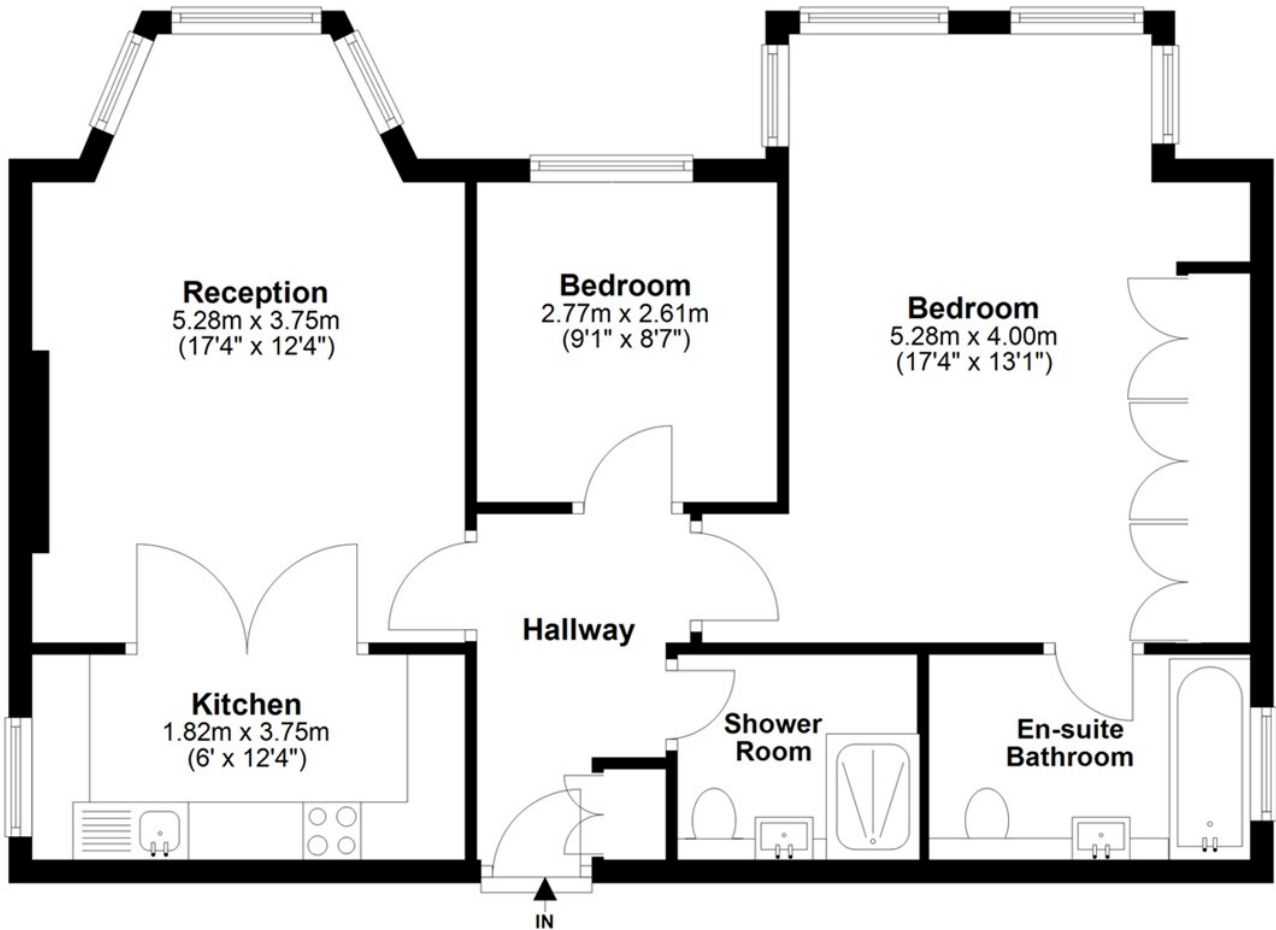 Reception
5.28m x 3.75m
(17'4" x 12'4")
Bedroom
2.77m x 2.61m
(9'1" x 8'7")
Bedroom
5.28m x 4.00m
(17'4" x 13'1")
Hallway
Kitchen
1.82m x 3.75m
(6' x 12'4")
Shower
Room
En-suite
Bathroom
IN